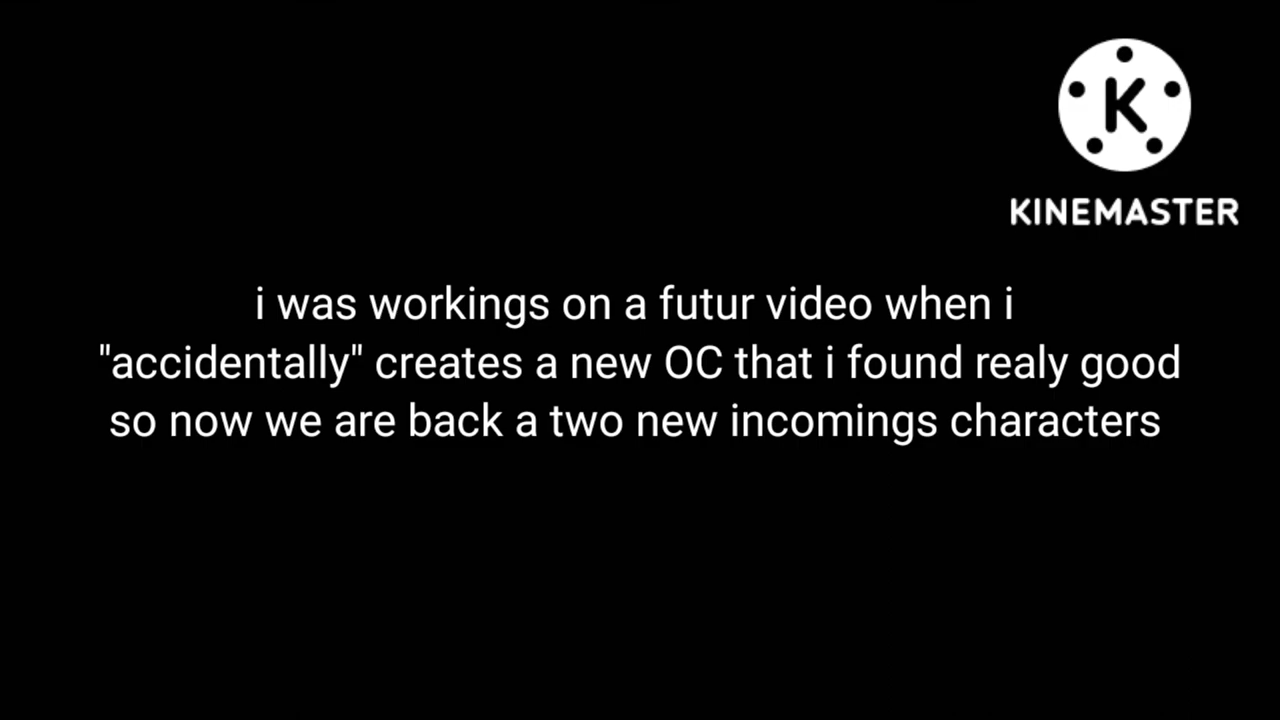 K
KINEMASTER
i was workings on a futur video when i
"accidentally" creates a new OC that i found realy good
so now we are back a two new incomings characters